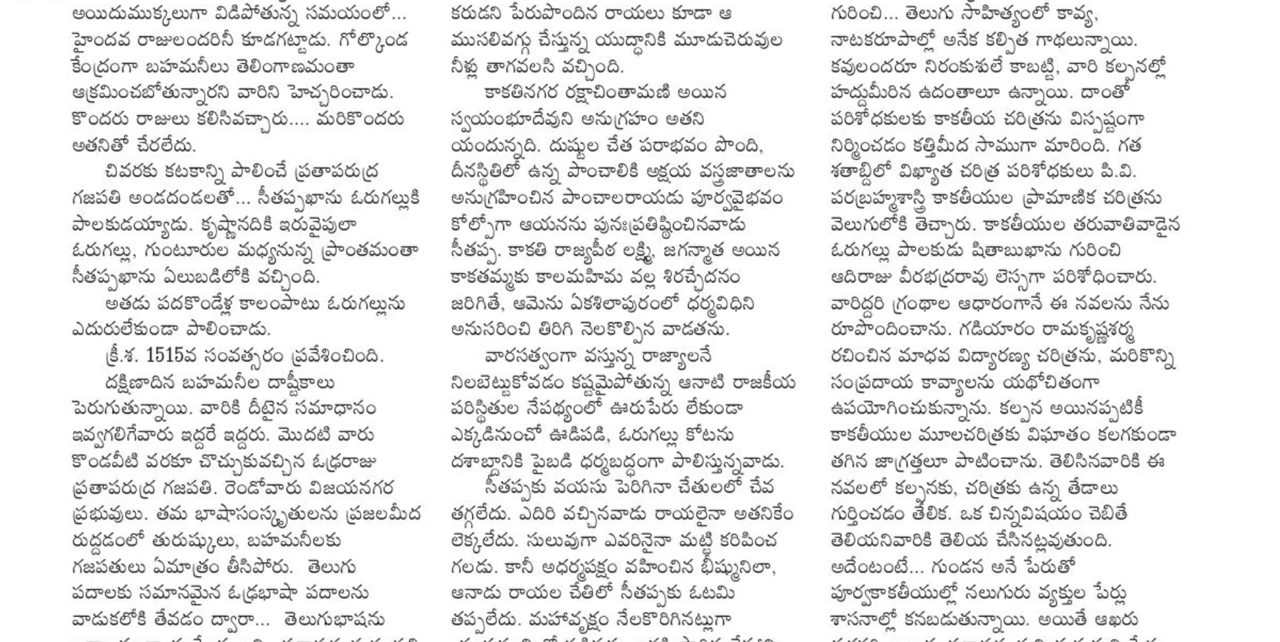 అయిదుముక్కలుగా విడిపోతున్న సమయంలో...
హైందవ రాజులందరినీ కూడగట్టాడు. గోల్కొండ
కేంద్రంగా బహమనీలు తెలింగాణమంతా
ఆక్రమించబోతున్నారని వారిని హెచ్చరించాడు.
కొందరు రాజులు కలిసివచ్చారు.... మరికొందరు
అతనితో చేరలేదు.
చివరకు కటకాన్ని పాలించే ప్రతాపరుద్ర
గజపతి అండదండలతో... సీతప్పఖాను ఓరుగల్లుకి
పాలకుడయ్యాడు. కృష్ణానదికి ఇరువైపులా
ఓరుగల్లు, గుంటూరుల మధ్యనున్న ప్రాంతమంతా
సీతప్పఖాను ఏలుబడిలోకి వచ్చింది.
అతడు పదకొండేళ్ల కాలంపాటు ఓరుగల్లును
ఎదురులేకుండా పాలించాడు.
క్రీ.శ. 1515వ సంవత్సరం ప్రవేశించింది.
దక్షిణాదిన బహమనీల దాష్టీకాలు
పెరుగుతున్నాయి. వారికి దీటైన సమాధానం
ఇవ్వగలిగేవారు ఇద్దరే ఇద్దరు. మొదటి వారు
కొండవీటి వరకూ చొచ్చుకువచ్చిన ఓఢ్రరాజు
ప్రతాపరుద్ర గజపతి. రెండోవారు విజయనగర
ప్రభువులు. తమ భాషాసంస్కృతులను ప్రజలమీద
రుద్దడంలో తురుష్కులు, బహమనీలకు
గజపతులు ఏమాత్రం తీసిపోరు. తెలుగు
పదాలకు సమానమైన ఓఢ్రభాషా పదాలను
వాడుకలోకి తేవడం ద్వారా... తెలుగుభాషను
కరుడని పేరుపొందిన రాయలు కూడా ఆ
ముసలివగ్గు చేస్తున్న యుద్ధానికి మూడుచెరువుల
నీళ్లు తాగవలసి వచ్చింది.
కాకతినగర రక్షాచింతామణి అయిన
స్వయంభూదేవుని అనుగ్రహం అతని
యందున్నది. దుష్టుల చేత పరాభవం పొంది,
దీనస్థితిలో ఉన్న పాంచాలికి అక్షయ వస్త్రజాతాలను
అనుగ్రహించిన పాంచాలరాయడు పూర్వవైభవం
కోల్పోగా ఆయనను పునఃప్రతిష్ఠించినవాడు
సీతప్ప. కాకతి రాజ్యపీఠ లక్ష్మి, జగన్మాత అయిన
కాకతమ్మకు కాలమహిమ వల్ల శిరచ్ఛేదనం
జరిగితే, ఆమెను ఏకశిలాపురంలో ధర్మవిధిని
అనుసరించి తిరిగి నెలకొల్పిన వాడతను.
వారసత్వంగా వస్తున్న రాజ్యాలనే
నిలబెట్టుకోవడం కష్టమైపోతున్న ఆనాటి రాజకీయ
పరిస్థితుల నేపథ్యంలో ఊరుపేరు లేకుండా
ఎక్కడినుంచో ఊడిపడి, ఓరుగల్లు కోటను
దశాబ్దానికి పైబడి ధర్మబద్ధంగా పాలిస్తున్నవాడు.
సీతప్పకు వయసు పెరిగినా చేతులలో చేవ
తగ్గలేదు. ఎదిరి వచ్చినవాడు రాయలైనా అతనికేం
లెక్కలేదు. సులువుగా ఎవరినైనా మట్టి కరిపించ
గలడు. కానీ అధర్మపక్షం వహించిన భీష్మునిలా,
ఆనాడు రాయల చేతిలో సీతప్పకు ఓటమి
తప్పలేదు. మహావృక్షం నేలకొరిగినట్లుగా
గురించి... తెలుగు సాహిత్యంలో కావ్య,
నాటకరూపాల్లో అనేక కల్పిత గాథలున్నాయి.
కవులందరూ నిరంకుశులే కాబట్టి, వారి కల్పనల్లో
హద్దుమీరిన ఉదంతాలూ ఉన్నాయి. దాంతో
పరిశోధకులకు కాకతీయ చరిత్రను విస్పష్టంగా
నిర్మించడం కత్తిమీద సాముగా మారింది. గత
శతాబ్దిలో విఖ్యాత చరిత్ర పరిశోధకులు పి.వి.
పరబ్రహ్మశాస్త్రి కాకతీయుల ప్రామాణిక చరిత్రను
వెలుగులోకి తెచ్చారు. కాకతీయుల తరువాతివాడైన
ఓరుగల్లు పాలకుడు షితాబుఖాను గురించి
ఆదిరాజు వీరభద్రరావు లెస్సగా పరిశోధించారు.
వారిద్దరి గ్రంథాల ఆధారంగానే ఈ నవలను నేను
రూపొందించాను. గడియారం రామకృష్ణశర్మ
రచించిన మాధవ విద్యారణ్య చరిత్రను, మరికొన్ని
సంప్రదాయ కావ్యాలను యథోచితంగా
ఉపయోగించుకున్నాను. కల్పన అయినప్పటికీ
కాకతీయుల మూలచరిత్రకు విఘాతం కలగకుండా
తగిన జాగ్రత్తలూ పాటించాను. తెలిసినవారికి ఈ
నవలలో కల్పనకు, చరిత్రకు ఉన్న తేడాలు
గుర్తించడం తేలిక. ఒక చిన్నవిషయం చెబితే
తెలియనివారికి తెలియ చేసినట్లవుతుంది.
అదేంటంటే... గుండన అనే పేరుతో
పూర్వకాకతీయుల్లో నలుగురు వ్యక్తుల పేర్లు
శాసనాల్లో కనబడుతున్నాయి. అయితే ఆఖరు